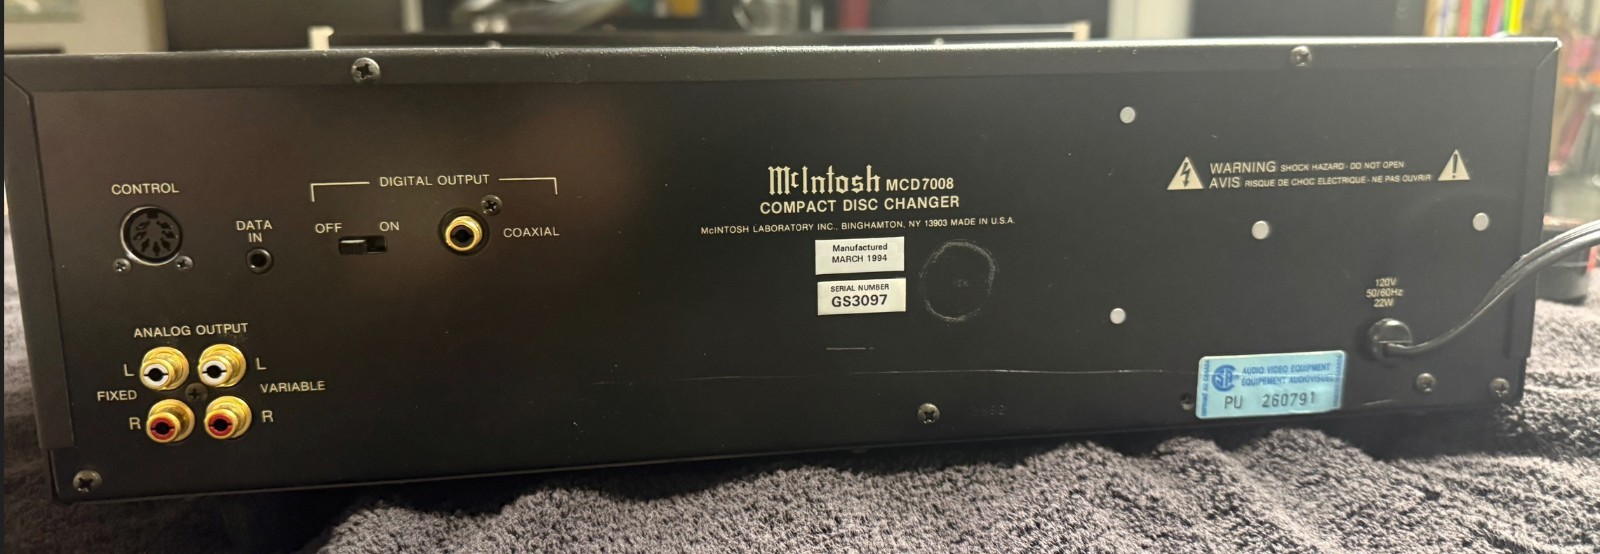 CONTROL
DATA
IN
DIGITAL OUTPUT
OFF
ON
COAXIAL
ANALOG OUTPUT
L
L
FIXED
VARIABLE
R
R
McIntosh MCD7008
COMPACT DISC CHANGER
McINTOSH LABORATORY INC., BINGHAMTON, NY 13903 MADE IN U.S.A.
Manufactured
MARCH 1994
SERIAL NUMBER
GS3097
WARNING SHOCK HAZARD - DO NOT OPEN
AVIS RISQUE DE CHOC ELECTRIQUE - NE PAS OUVRIR
120V
50/60Hz
22W
AUDIO VIDEO EQUIPMENT
EQUIPEMENT AUDIOVISUEL
PU 260791